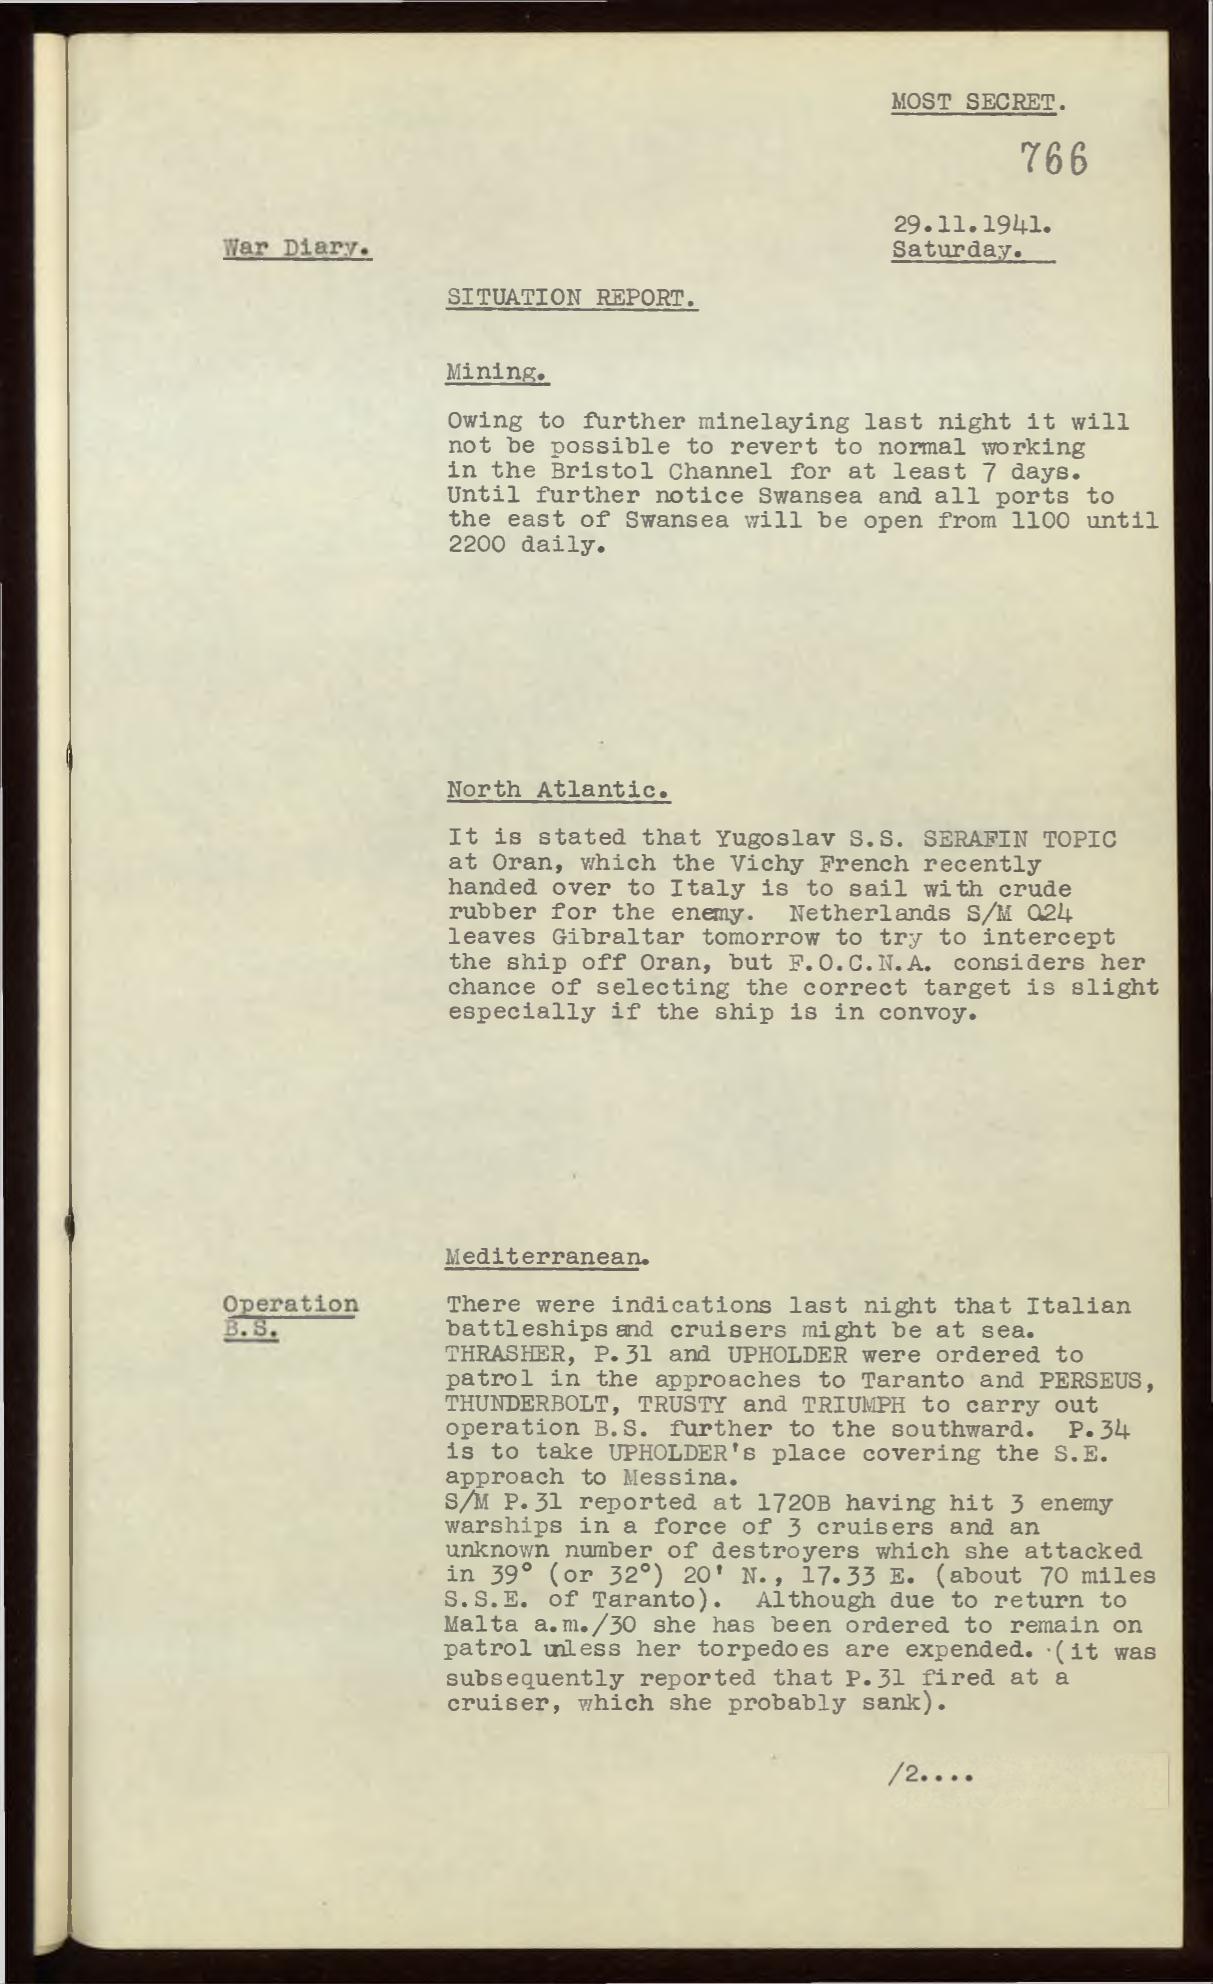 MOST SECRET.
766
29.11.1941.
War Diary.
Saturday.
SITUATION REPORT.
Mining.
Owing to further minelaying last night it will
not be possible to revert to normal working
in the Bristol Channel for at least 7 days.
Until further notice Swansea and all ports to
the east of Swansea will be open from 1100 until
2200 daily.
North Atlantic.
It is stated that Yugoslav S.S. SERAFIN TOPIC
at Oran, which the Vichy French recently
handed over to Italy is to sail with crude
rubber for the enemy.  Netherlands S/M O24
leaves Gibraltar tomorrow to try to intercept
the ship off Oran, but F.O.C.N.A. considers her
chance of selecting the correct target is slight
especially if the ship is in convoy.
Mediterranean.
Operation
B.S.
There were indications last night that Italian
battleships and cruisers might be at sea.
THRASHER, P.31 and UPHOLDER were ordered to
patrol in the approaches to Taranto and PERSEUS,
THUNDERBOLT, TRUSTY and TRIUMPH to carry out
operation B.S. further to the southward.  P.34
is to take UPHOLDER's place covering the S.E.
approach to Messina.
S/M P.31 reported at 1720B having hit 3 enemy
warships in a force of 3 cruisers and an
unknown number of destroyers which she attacked
in 39° (or 32°) 20' N., 17.33 E. (about 70 miles
S.S.E. of Taranto).  Although due to return to
Malta a.m./30 she has been ordered to remain on
patrol unless her torpedoes are expended. (it was
subsequently reported that P.31 fired at a
cruiser, which she probably sank).
/2....